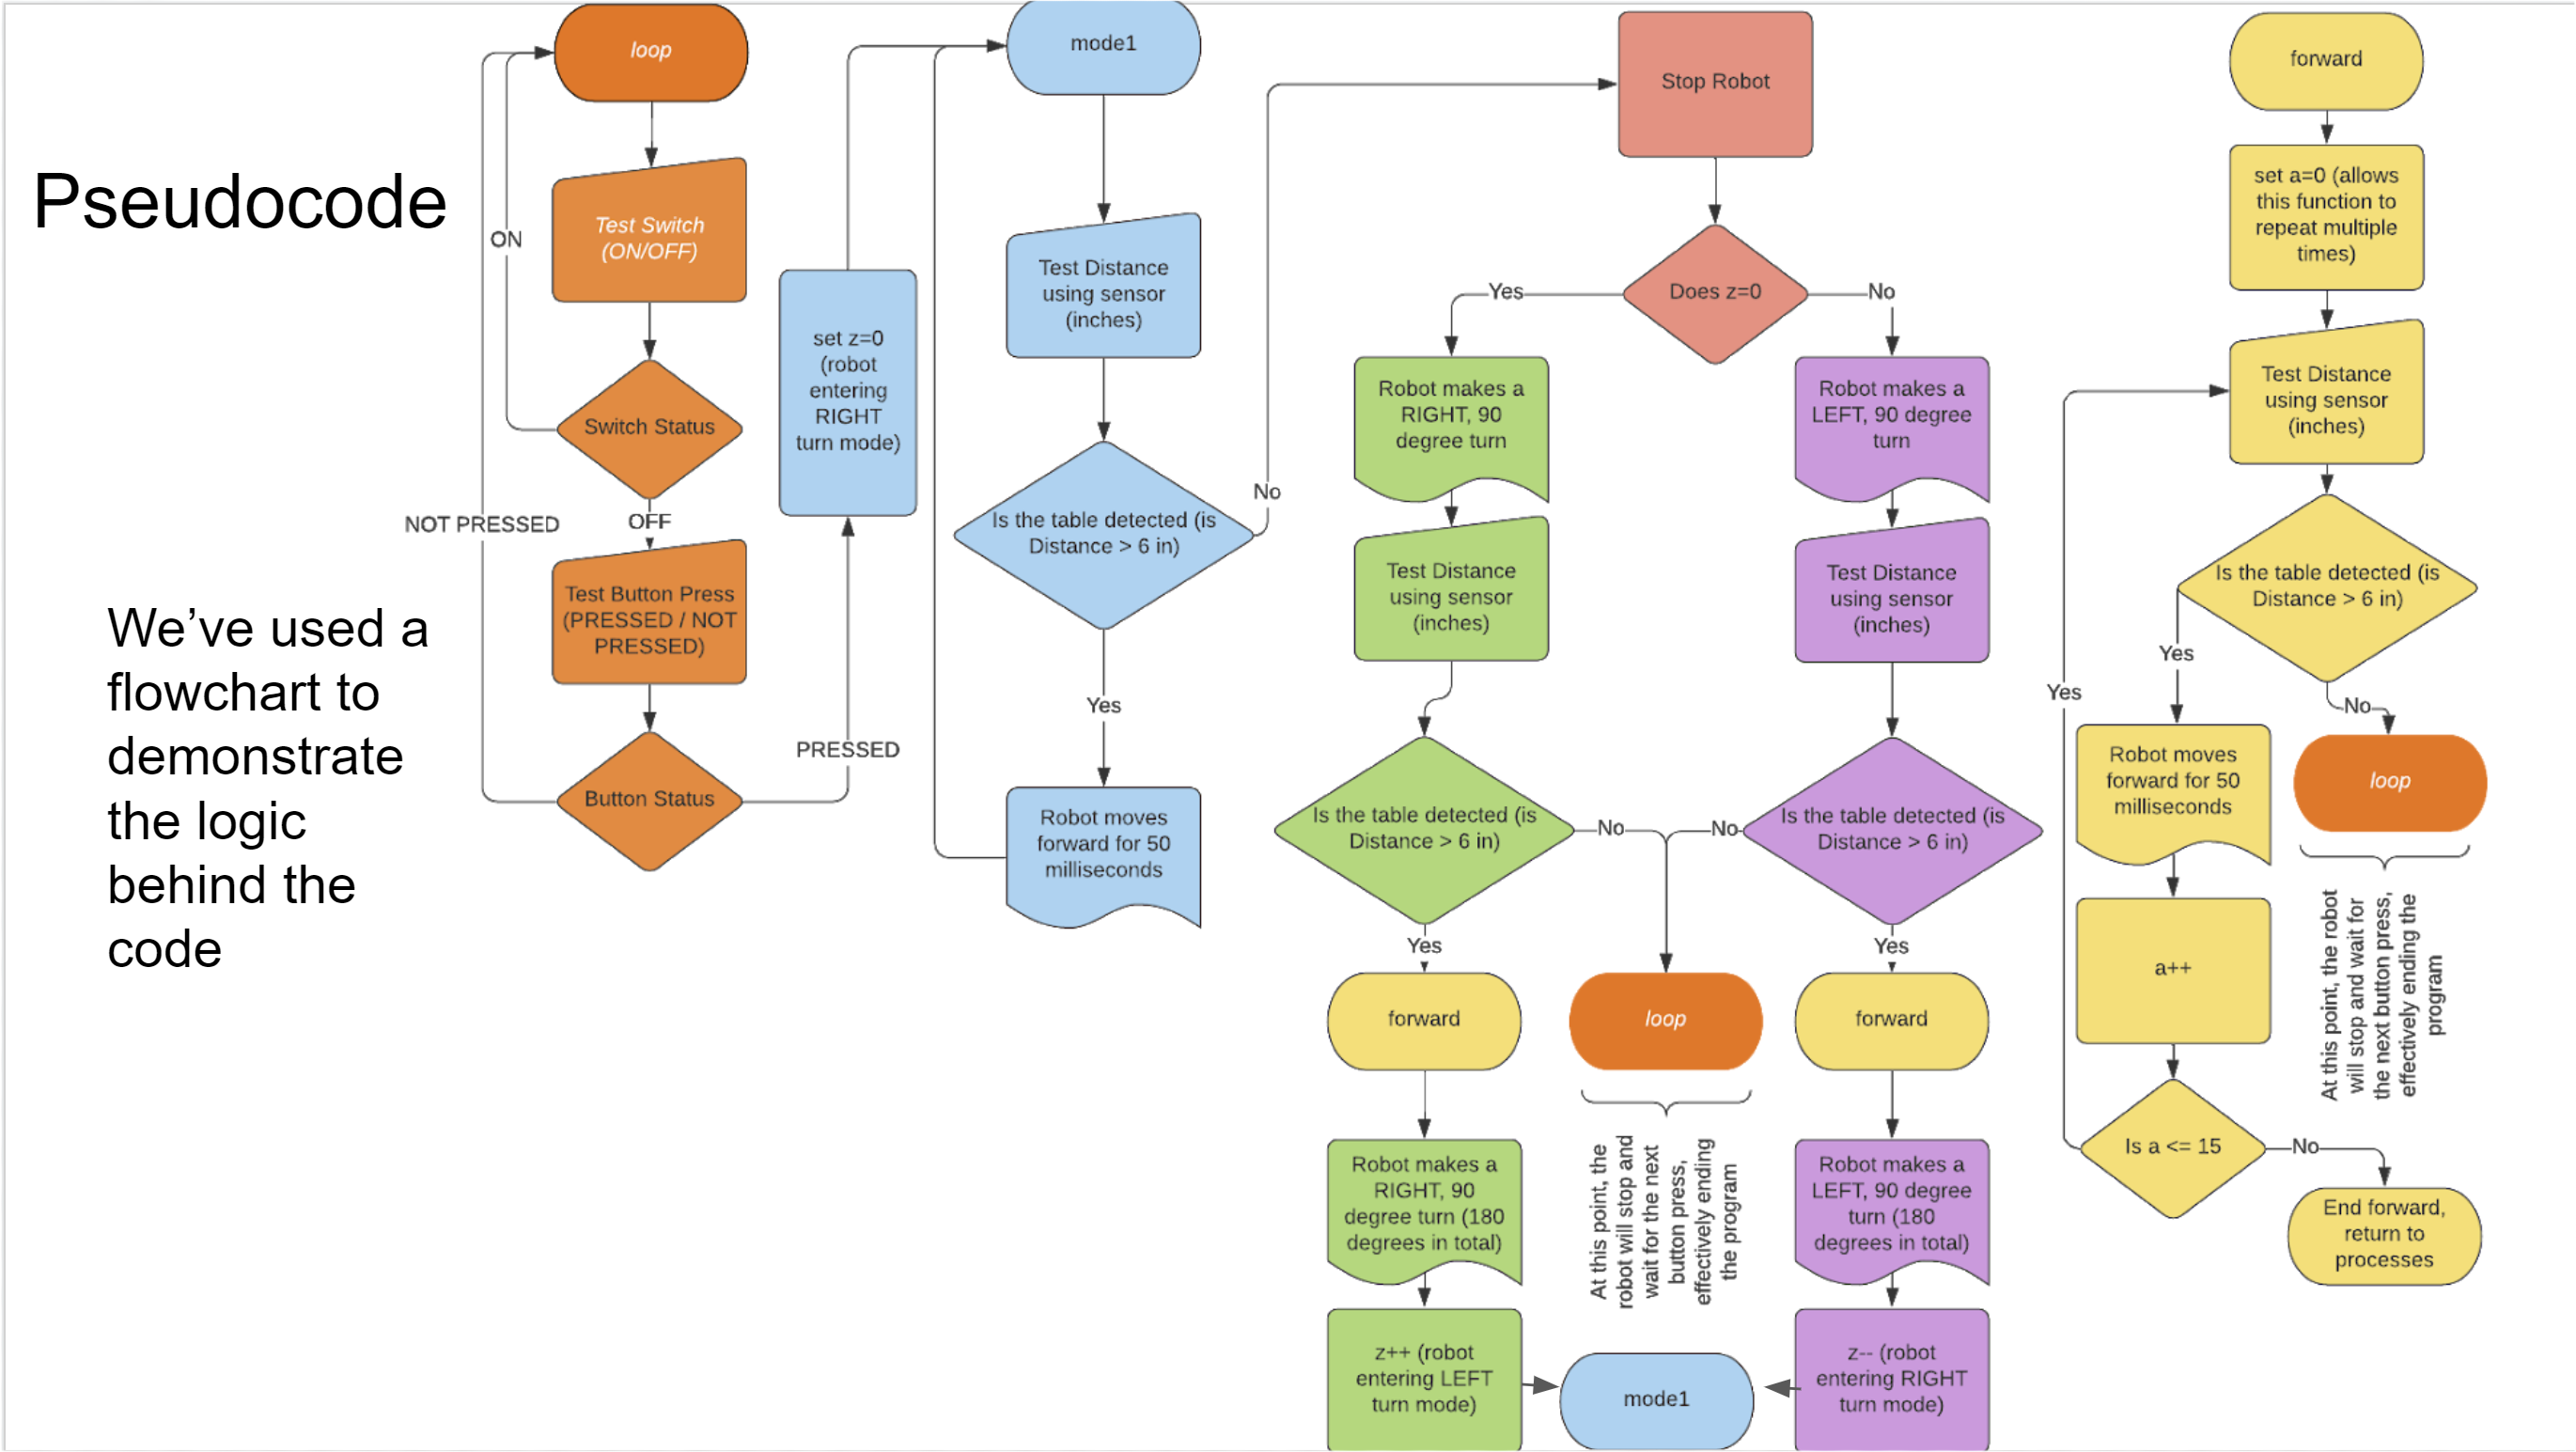 Pseudocode
We've used a
flowchart to
demonstrate
the logic
behind the
code
loop
Test Switch
(ON/OFF)
ON
Switch Status
OFF
NOT PRESSED
Test Button Press
(PRESSED / NOT
PRESSED)
Button Status
PRESSED
set z=0
(robot
entering
RIGHT
turn mode)
mode1
Test Distance
using sensor
(inches)
Is the table detected (is
Distance > 6 in)
No
Yes
Robot moves
forward for 50
milliseconds
Stop Robot
Does z=0
Yes
No
Robot makes a
RIGHT, 90
degree turn
Test Distance
using sensor
(inches)
Is the table detected (is
Distance > 6 in)
No
Yes
forward
Robot makes a
RIGHT, 90
degree turn (180
degrees in total)
z++ (robot
entering LEFT
turn mode)
Robot makes a
LEFT, 90 degree
turn
Test Distance
using sensor
(inches)
Is the table detected (is
Distance > 6 in)
No
Yes
forward
Robot makes a
LEFT, 90 degree
turn (180
degrees in total)
z-- (robot
entering RIGHT
turn mode)
loop
At this point, the
robot will stop and
wait for the next
button press,
effectively ending
the program
mode1
forward
set a=0 (allows
this function to
repeat multiple
times)
Test Distance
using sensor
(inches)
Is the table detected (is
Distance > 6 in)
Yes
No
Robot moves
forward for 50
milliseconds
loop
At this point, the robot
will stop and wait for
the next button press,
effectively ending the
program
a++
Is a <= 15
Yes
No
End forward,
return to
processes